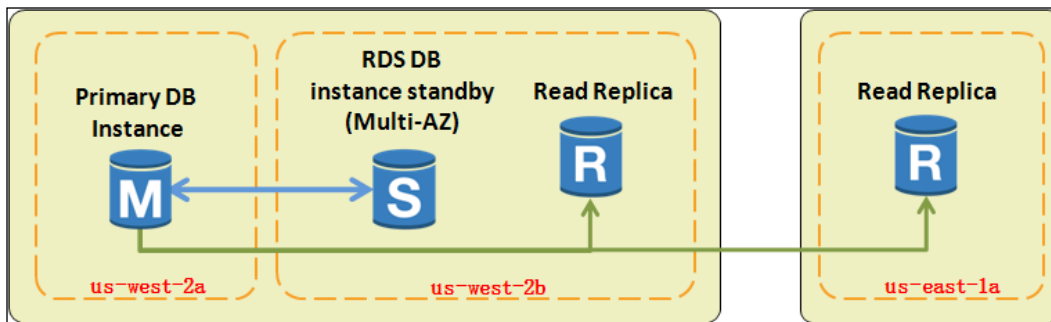 Primary DB
Instance
M
us-west-2a
RDS DB
instance standby
(Multi-AZ)
S
Read Replica
R
us-west-2b
Read Replica
R
us-east-1a